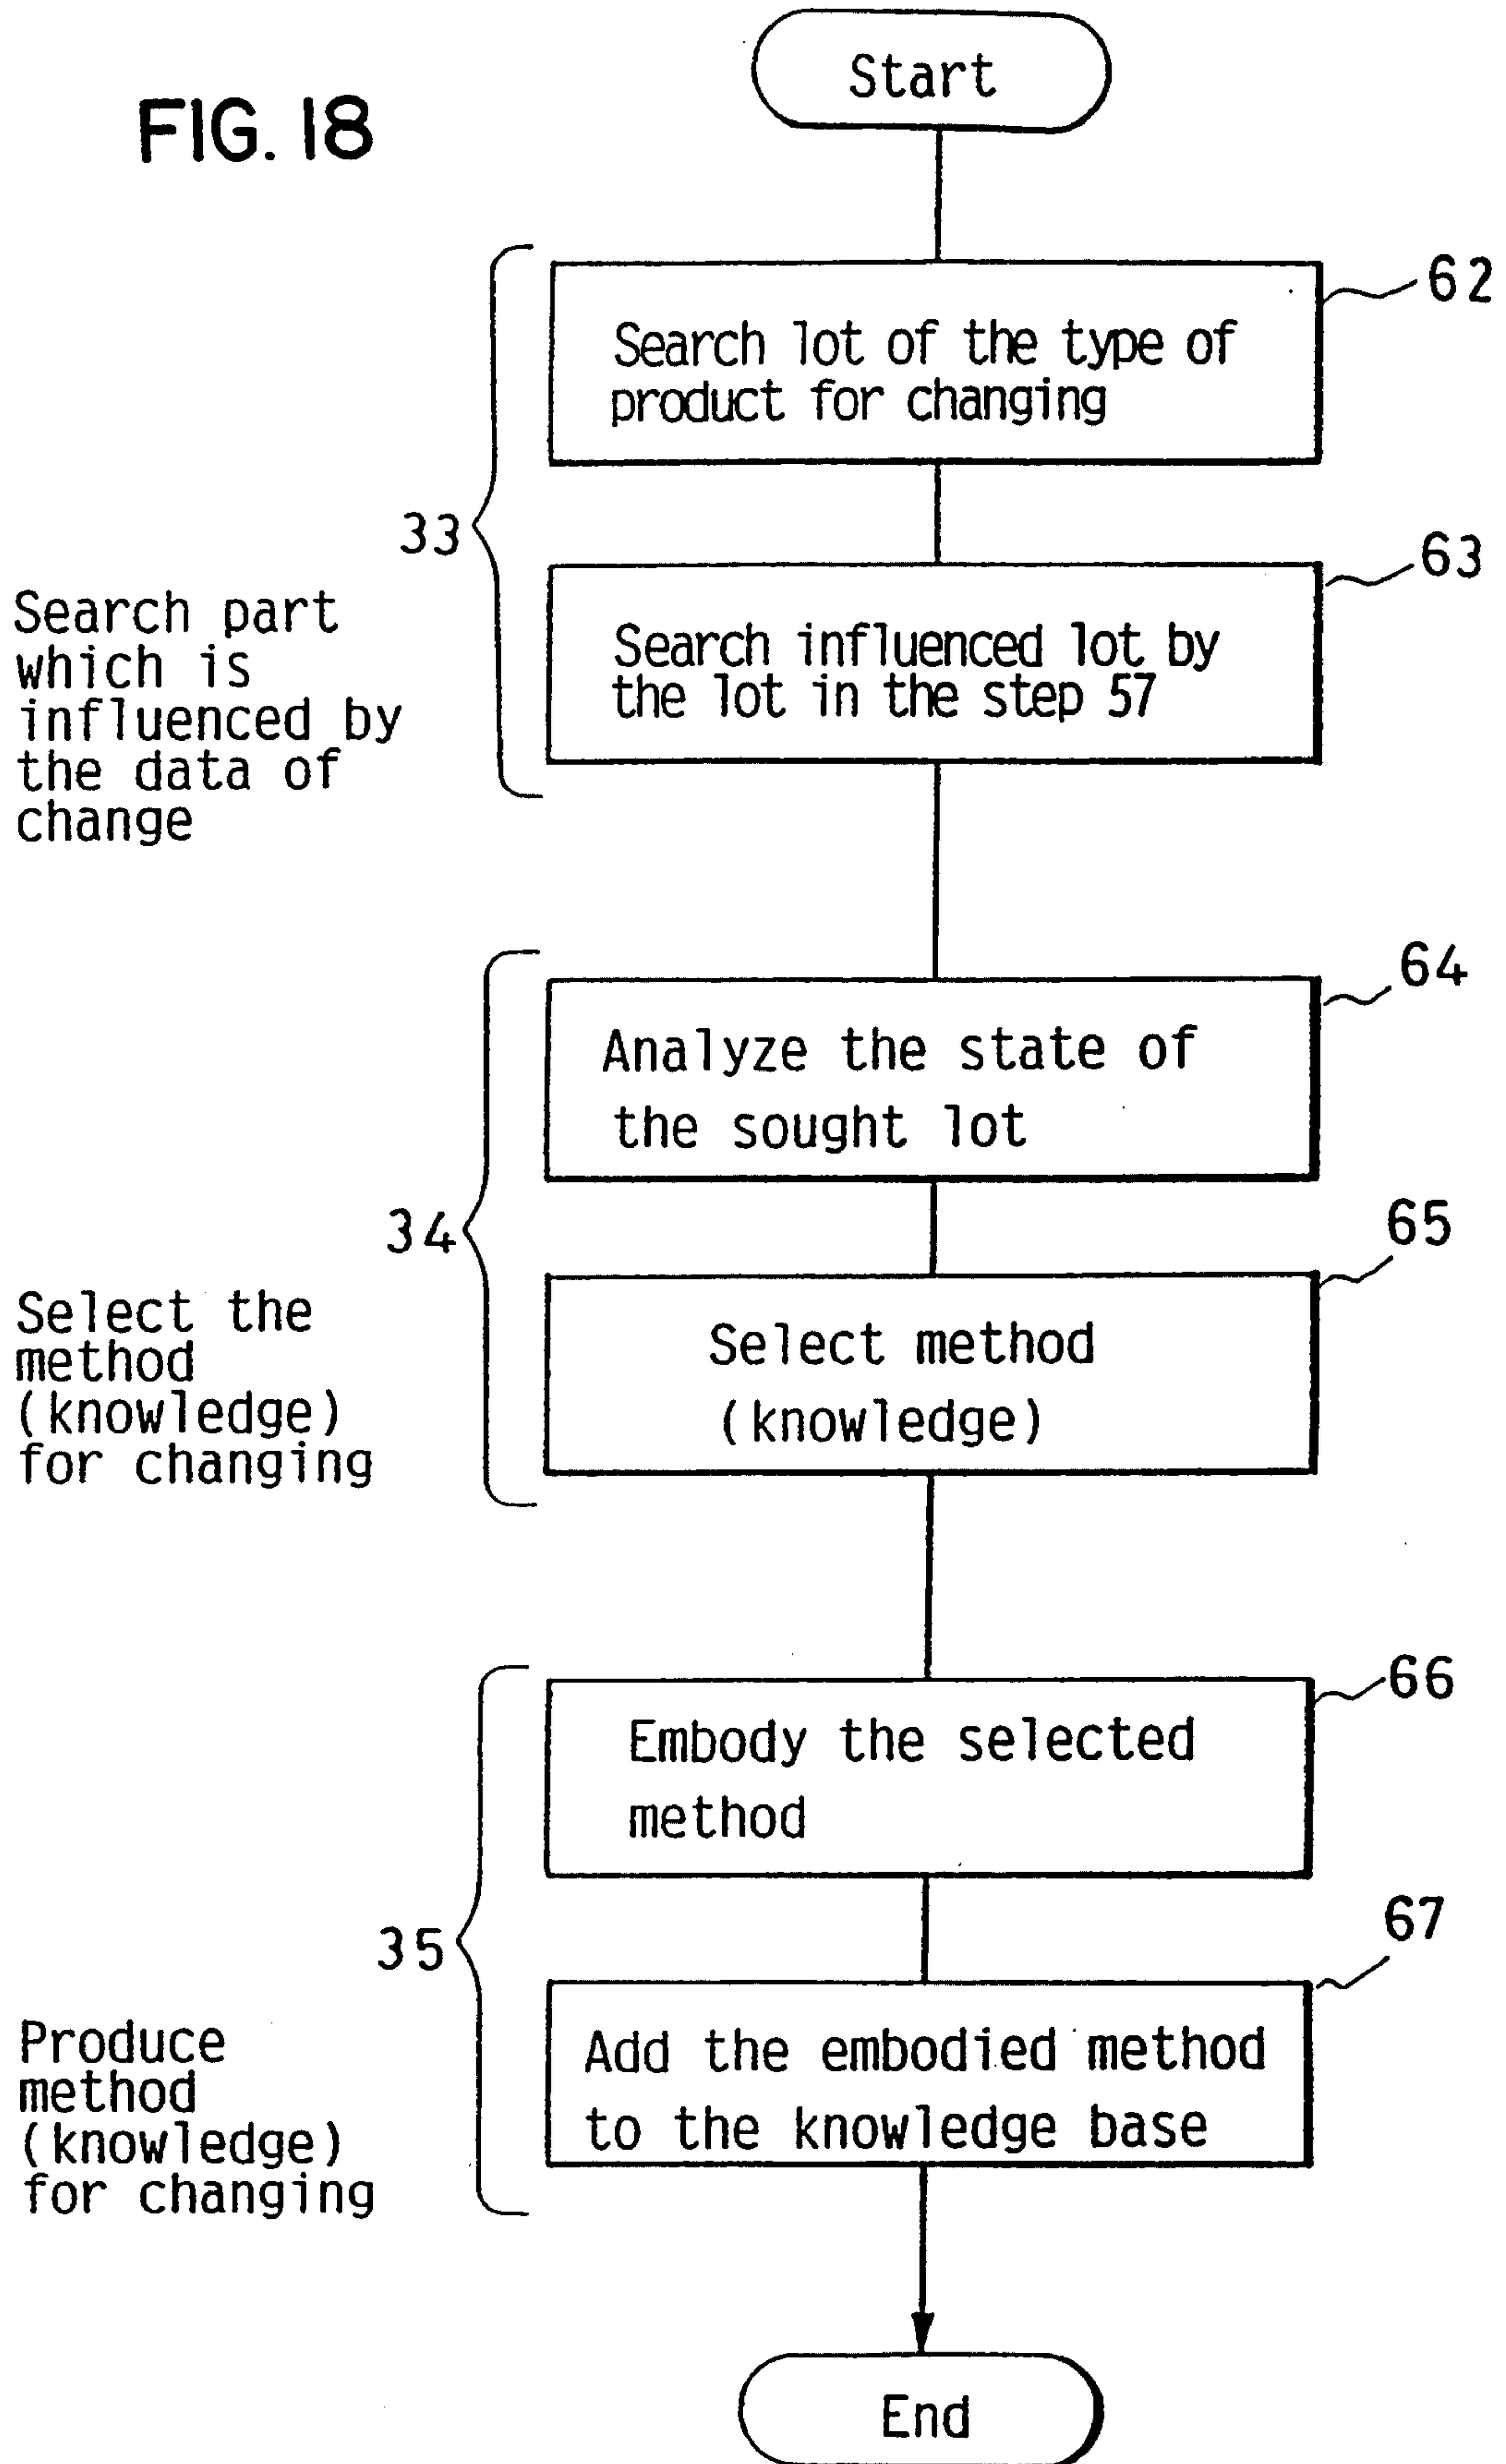 FIG. 18
Start
62
Search lot of the type of
product for changing
33
63
Search influenced lot by
the lot in the step 57
Search part
which is
influenced by
the data of
change
64
Analyze the state of
the sought lot
34
65
Select method
(knowledge)
Select the
method
(knowledge)
for changing
66
Embody the selected
method
35
67
Add the embodied method
to the knowledge base
Produce
method
(knowledge)
for changing
End